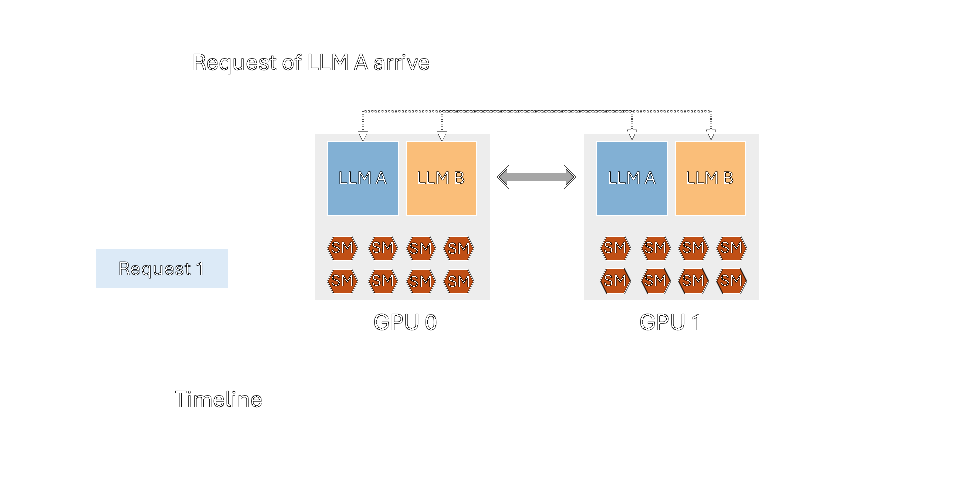 Request of LLM A arrive
LLM A LLM B LLM A LLM B
SM SM SM SM SM SM SM SM
Request 1
SM SM SM SM SM SM SM SM
GPU 0 GPU 1
Timeline